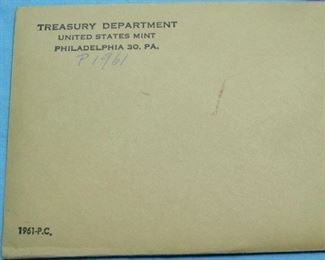 TREASURY DEPARTMENT
UNITED STATES MINT
PHILADELPHIA 30, PA.
P 1961
1961-P.C.